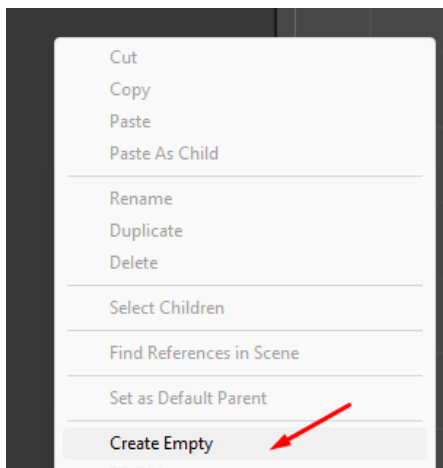 Cut
Copy
Paste
Paste As Child
Rename
Duplicate
Delete
Select Children
Find References in Scene
Set as Default Parent
Create Empty